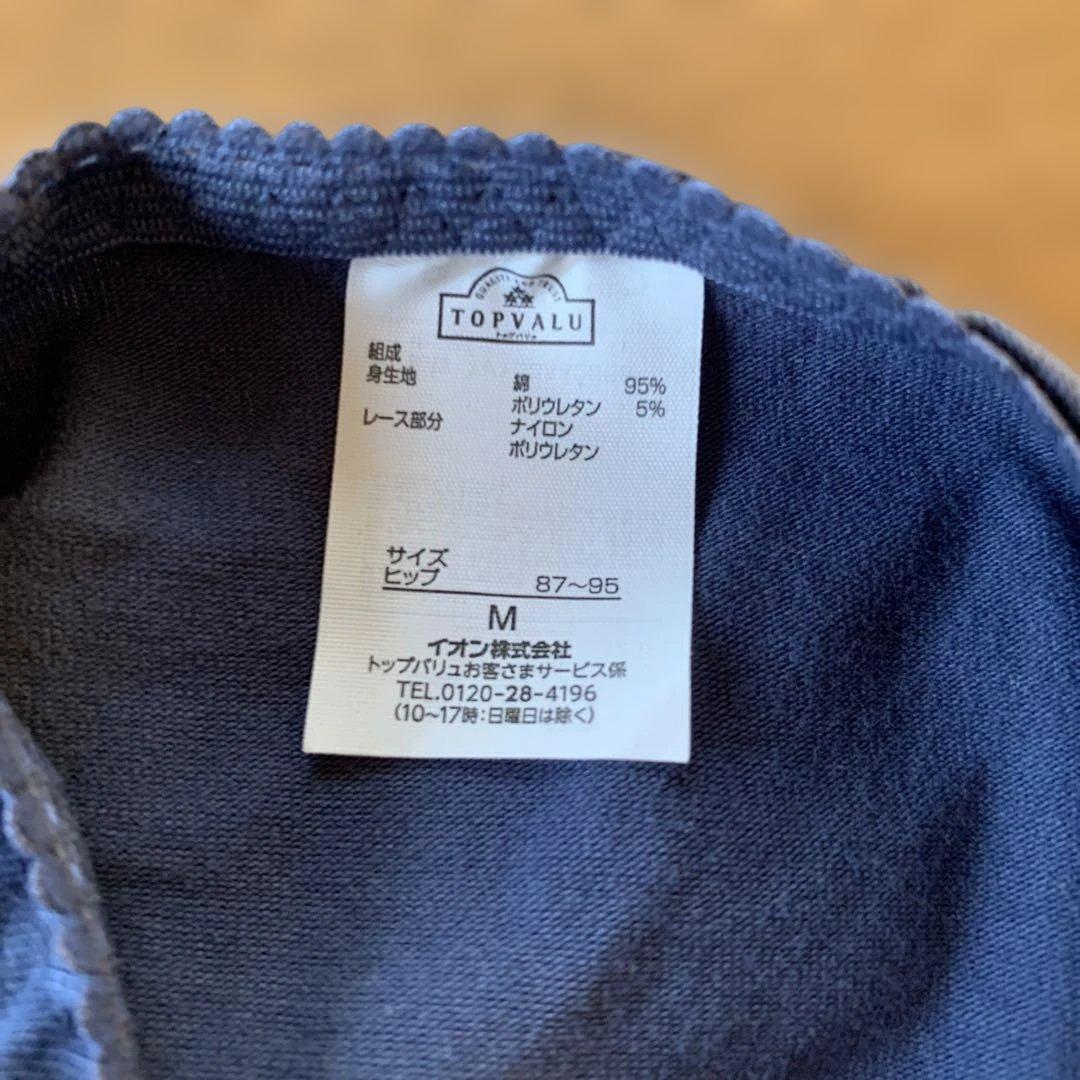 QUALITY AND TRUST
TOPVALU
トップバリュ
組成
身生地 綿 95%
ポリウレタン 5%
レース部分 ナイロン
ポリウレタン
サイズ
ヒップ 87～95
M
イオン株式会社
トップバリュお客さまサービス係
TEL.0120-28-4196
(10～17時:日曜日は除く)